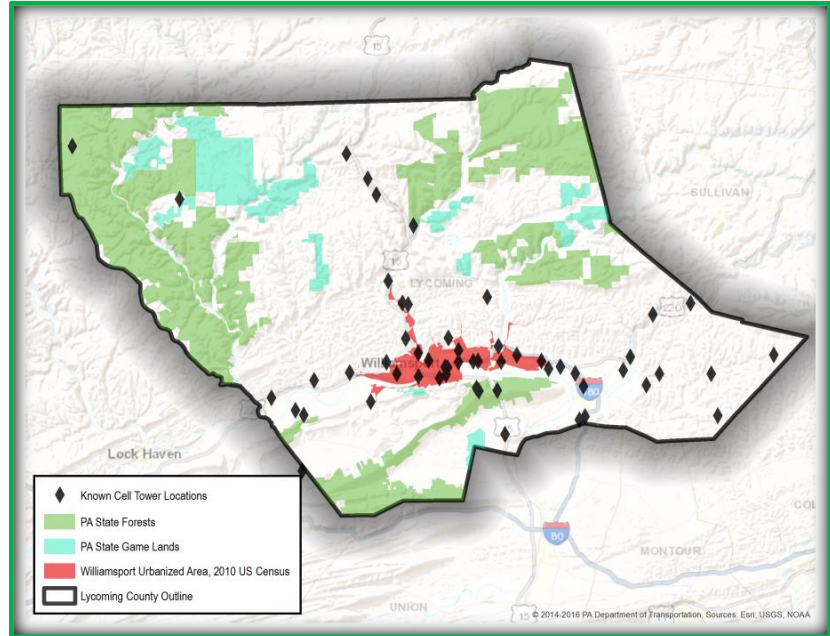 15
SULLIVAN
15
LYCOMING
220
Williamsport
80
220
Lock Haven
Known Cell Tower Locations
PA State Forests
PA State Game Lands
Williamsport Urbanized Area, 2010 US Census
Lycoming County Outline
80
MONTOUR
UNION
15
© 2014-2016 PA Department of Transportation, Sources: Esri, USGS, NOAA